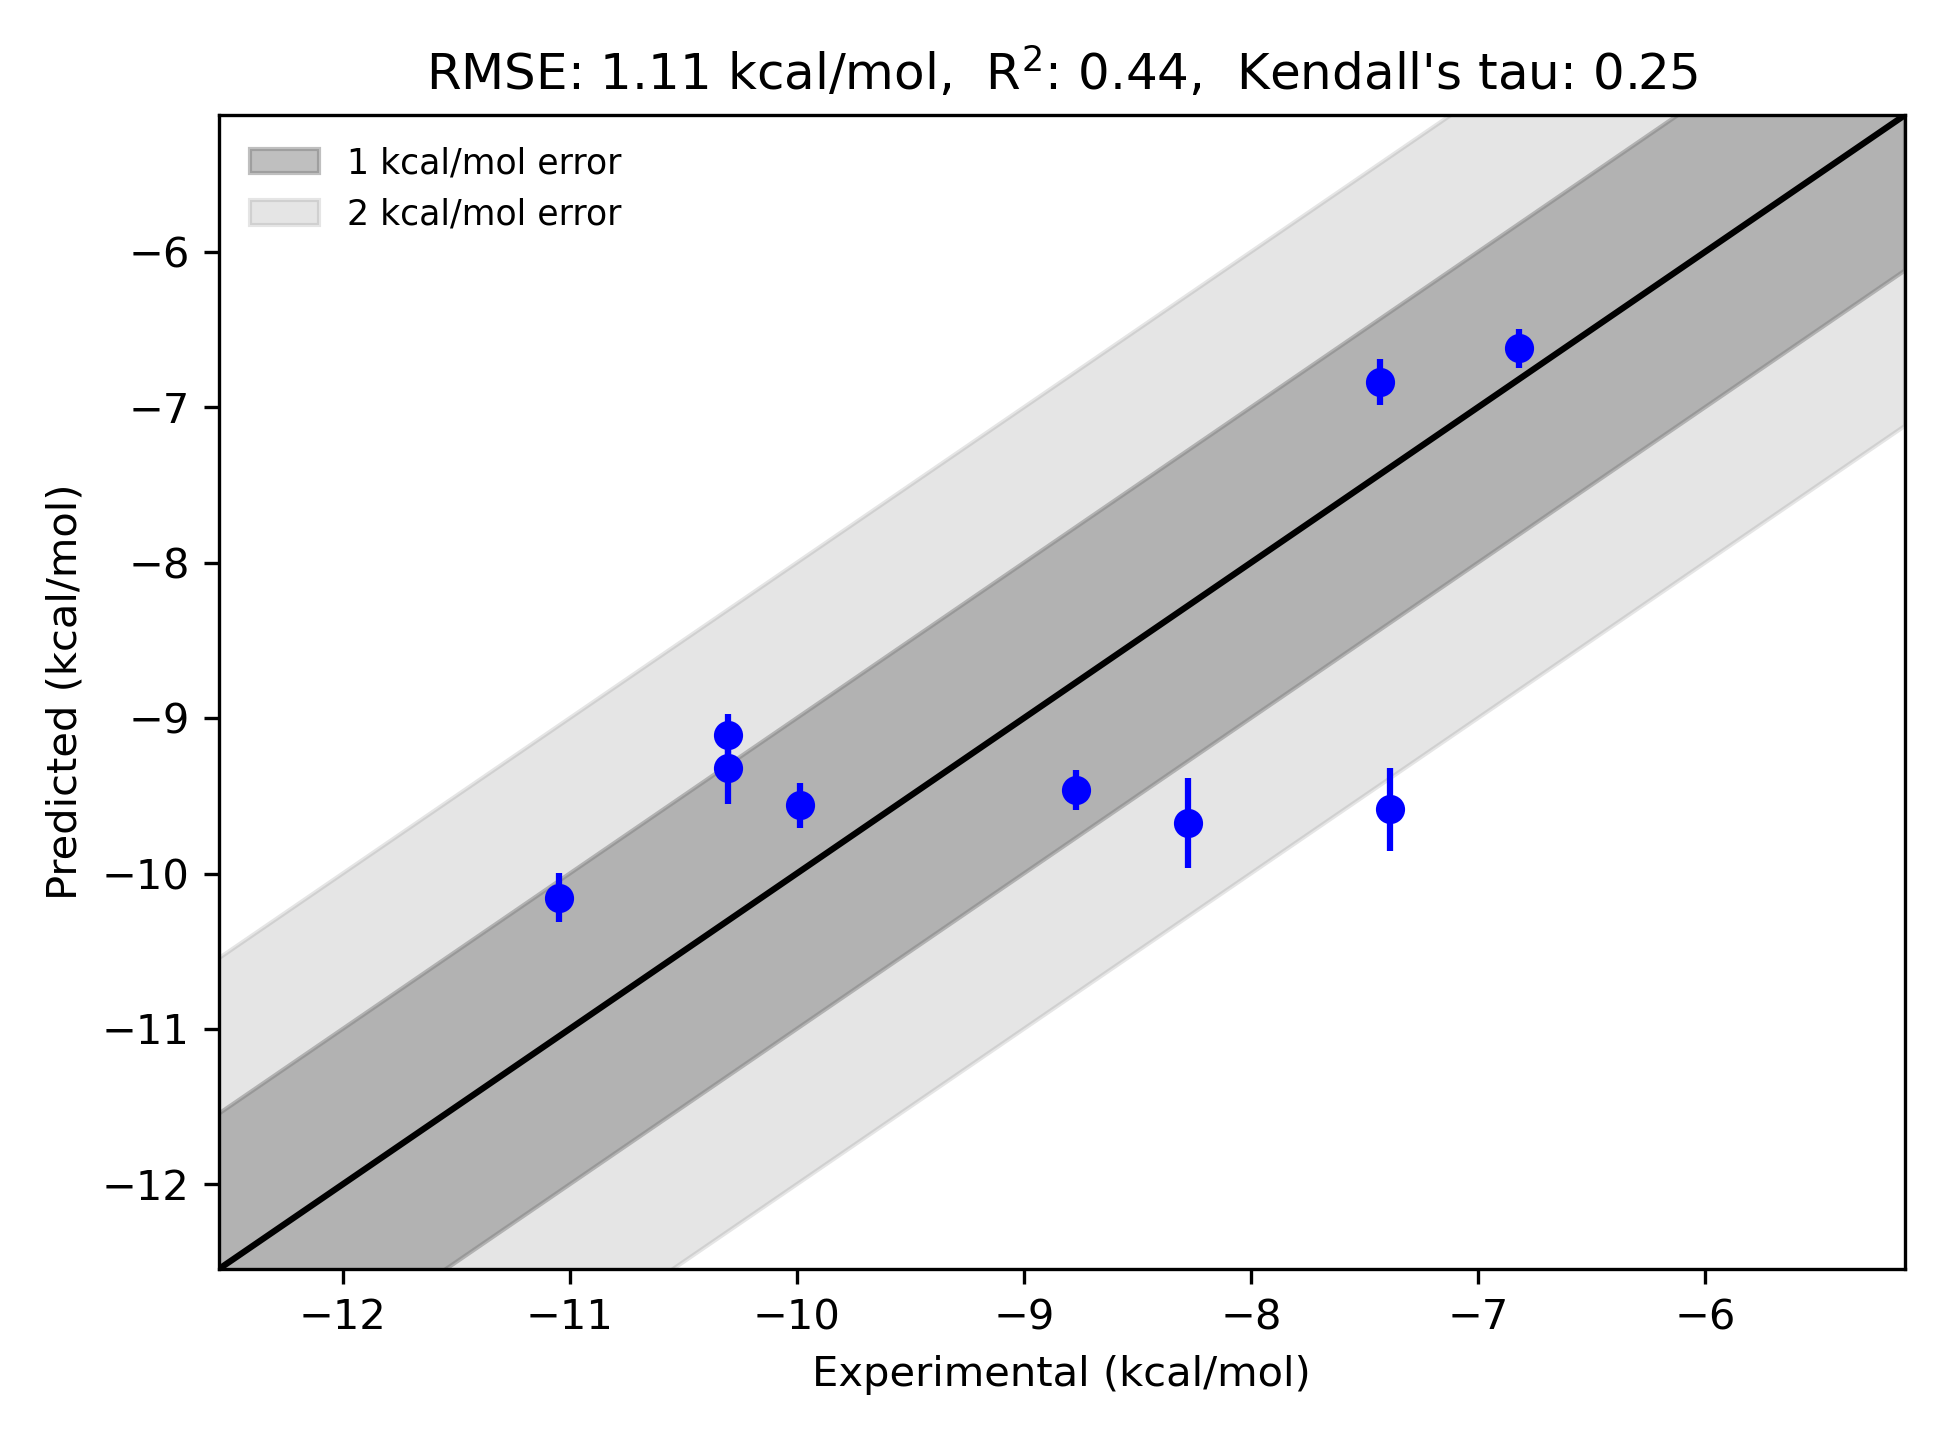 RMSE: 1.11 kcal/mol, R²: 0.44, Kendall's tau: 0.25
1 kcal/mol error
2 kcal/mol error
Predicted (kcal/mol)
−6
−7
−8
−9
−10
−11
−12
−12 −11 −10 −9 −8 −7 −6
Experimental (kcal/mol)